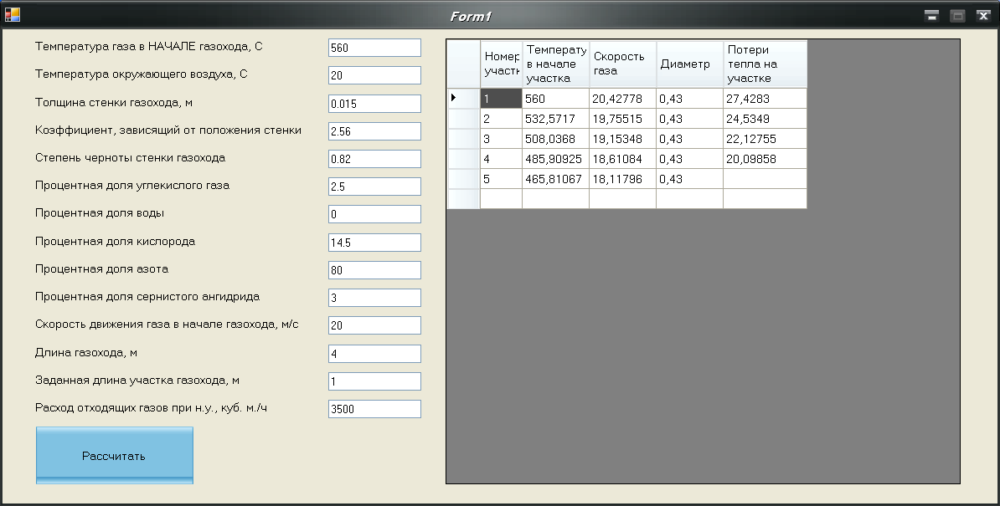 Form1
Температура газа в НАЧАЛЕ газохода, С 560
Температура окружающего воздуха, С 20
Толщина стенки газохода, м 0.015
Коэффициент, зависящий от положения стенки 2.56
Степень черноты стенки газохода 0.82
Процентная доля углекислого газа 2.5
Процентная доля воды 0
Процентная доля кислорода 14.5
Процентная доля азота 80
Процентная доля сернистого ангидрида 3
Скорость движения газа в начале газохода, м/с 20
Длина газохода, м 4
Заданная длина участка газохода, м 1
Расход отходящих газов при н.у., куб. м./ч 3500
Рассчитать
Номер
участк
Температу
в начале
участка
Скорость
газа
Диаметр
Потери
тепла на
участке
1 560 20,42778 0,43 27,4283
2 532,5717 19,75515 0,43 24,5349
3 508,0368 19,15348 0,43 22,12755
4 485,90925 18,61084 0,43 20,09858
5 465,81067 18,11796 0,43